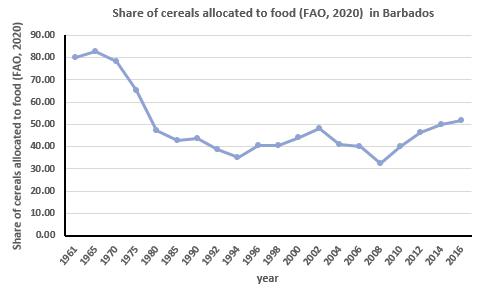 Share of cereals allocated to food (FAO, 2020)  in Barbados
Share of cereals allocated to food (FAO, 2020)
90.00
80.00
70.00
60.00
50.00
40.00
30.00
20.00
10.00
0.00
1961 1965 1970 1975 1980 1985 1990 1992 1994 1996 1998 2000 2002 2004 2006 2008 2010 2012 2014 2016
year